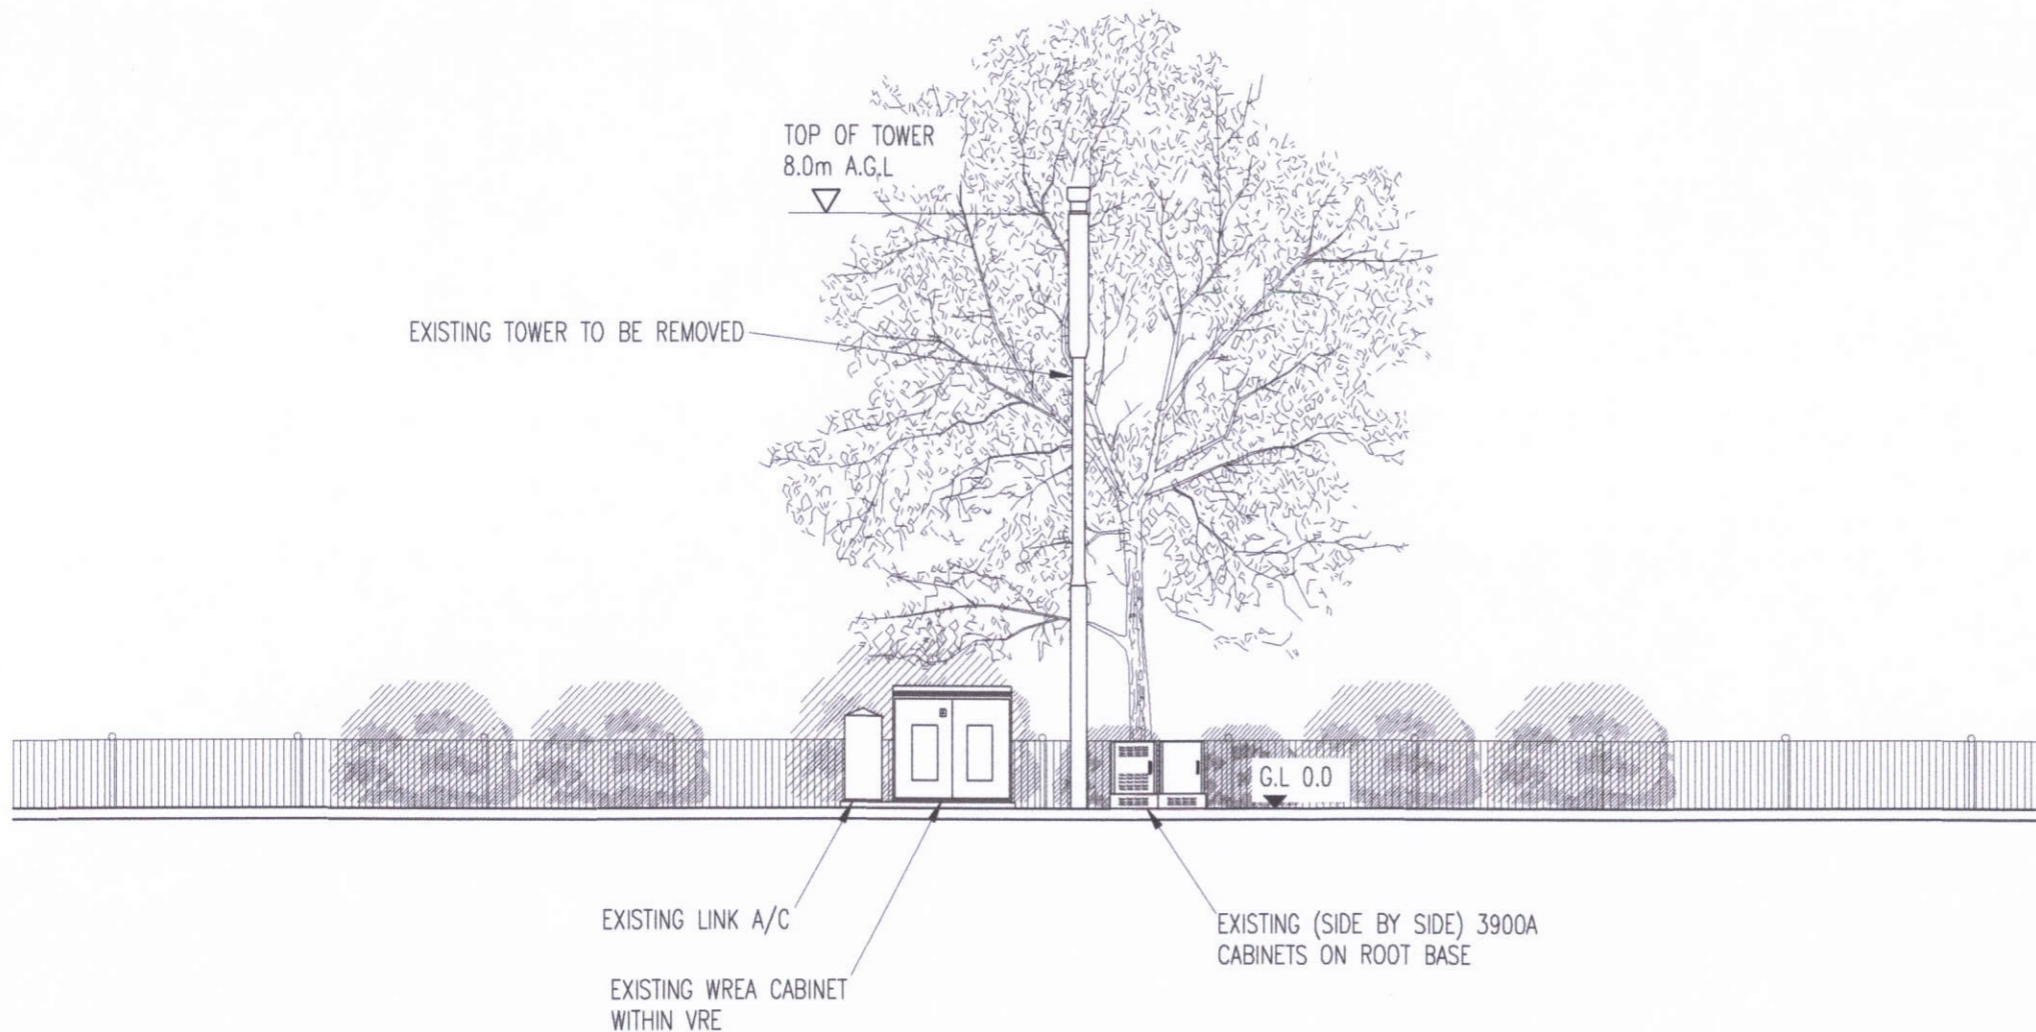 TOP OF TOWER
8.0m A.G.L
EXISTING TOWER TO BE REMOVED
G.L 0.0
EXISTING LINK A/C
EXISTING WREA CABINET
WITHIN VRE
EXISTING (SIDE BY SIDE) 3900A
CABINETS ON ROOT BASE